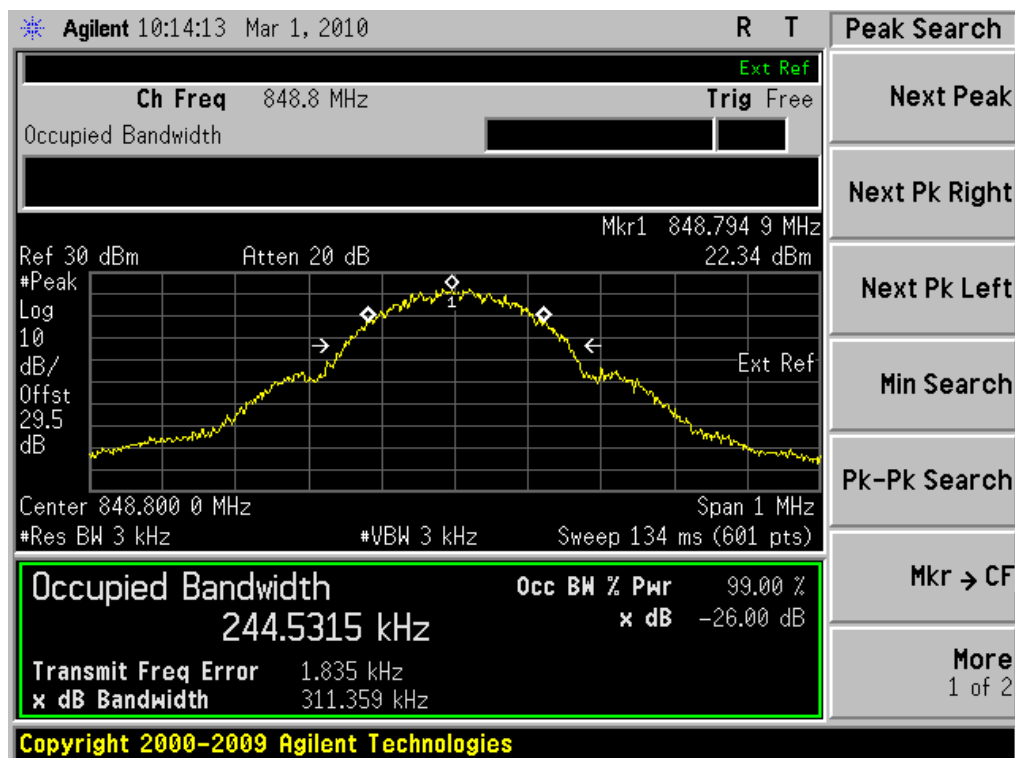 Agilent 10:14:13 Mar 1, 2010 R T
Peak Search
Ext Ref
Ch Freq 848.8 MHz Trig Free
Occupied Bandwidth
Mkr1 848.794 9 MHz
Ref 30 dBm Atten 20 dB 22.34 dBm
#Peak
Log
10
dB/
Offst
29.5
dB
1
Ext Ref
Center 848.800 0 MHz Span 1 MHz
#Res BW 3 kHz #VBW 3 kHz Sweep 134 ms (601 pts)
Occupied Bandwidth Occ BW % Pwr 99.00 %
244.5315 kHz x dB -26.00 dB
Transmit Freq Error 1.835 kHz
x dB Bandwidth 311.359 kHz
Next Peak
Next Pk Right
Next Pk Left
Min Search
Pk-Pk Search
Mkr → CF
More
1 of 2
Copyright 2000-2009 Agilent Technologies